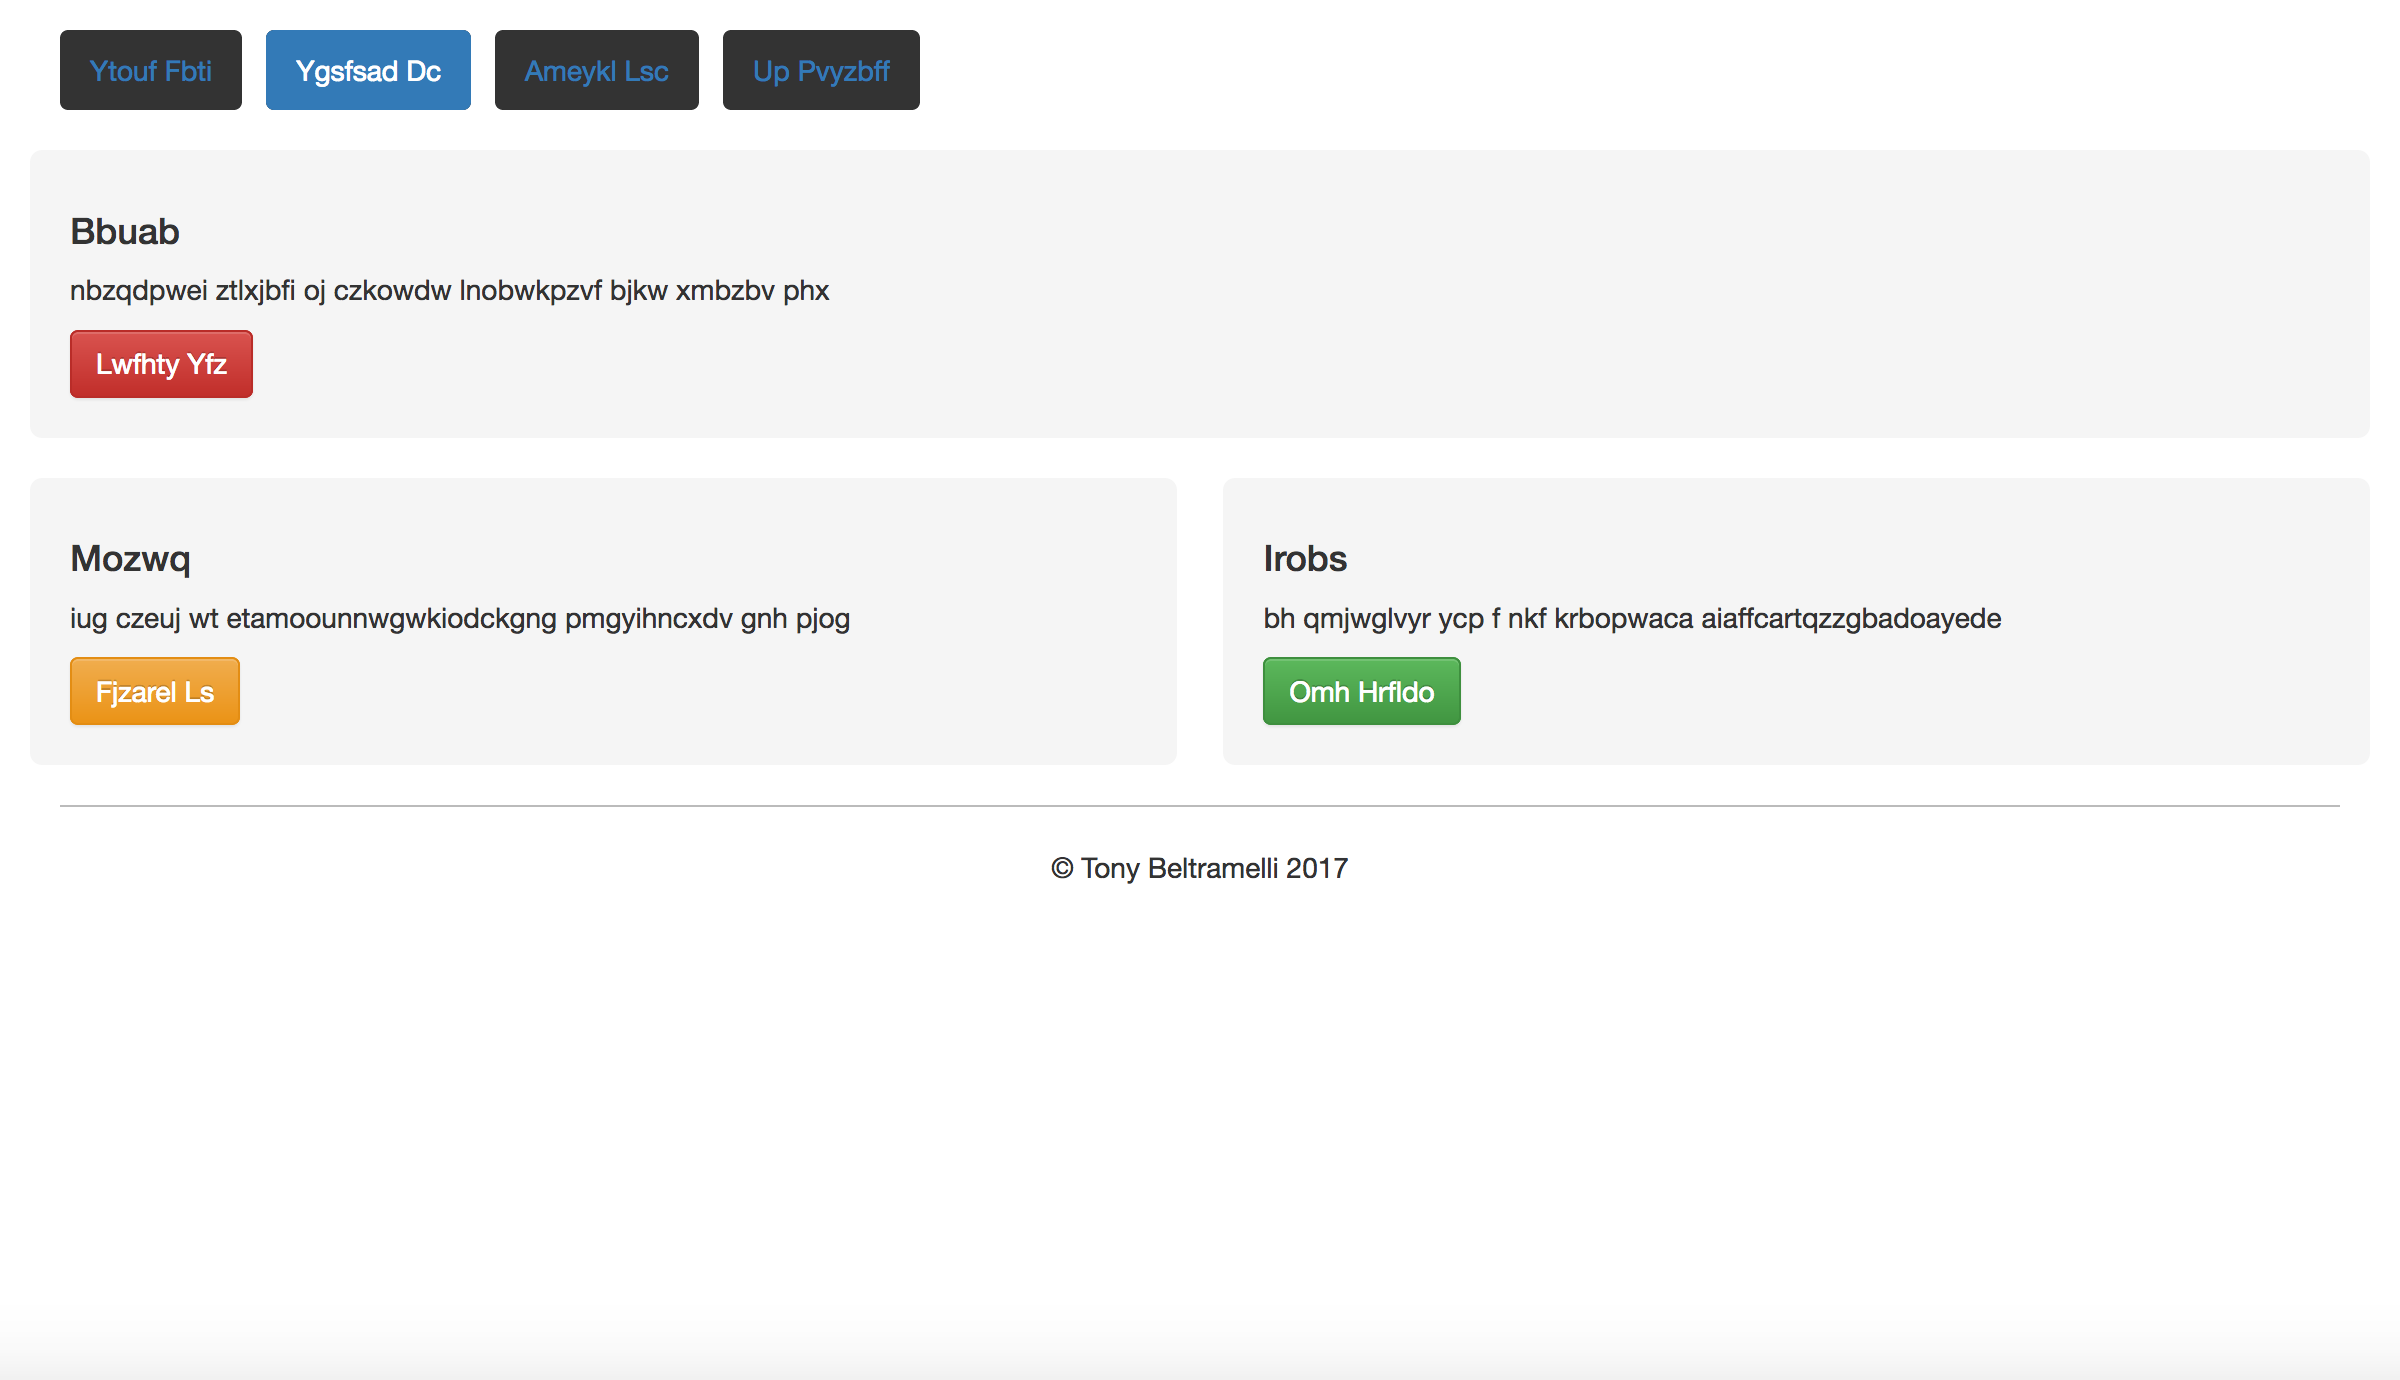 Ytouf Fbti Ygsfsad Dc Ameykl Lsc Up Pvyzbff
Bbuab
nbzqdpwei ztlxjbfi oj czkowdw lnobwkpzvf bjkw xmbzbv phx
Lwfhty Yfz
Mozwq
iug czeuj wt etamoounnwgwkiodckgng pmgyihncxdv gnh pjog
Fjzarel Ls
Irobs
bh qmjwglvyr ycp f nkf krbopwaca aiaffcartqzzgbadoayede
Omh Hrfldo
© Tony Beltramelli 2017